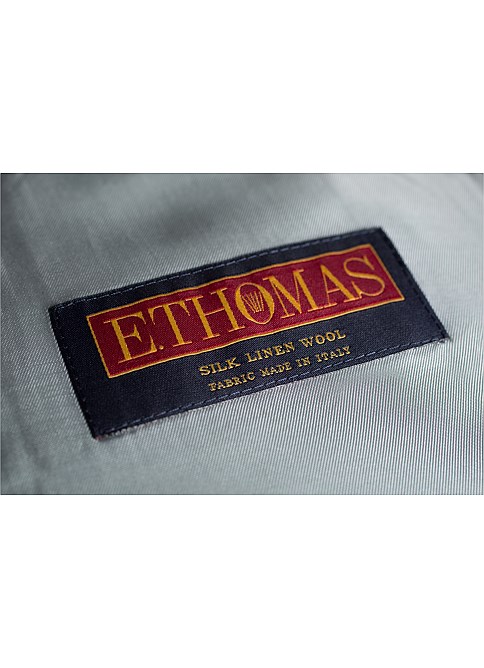 E.THOMAS
SILK LINEN WOOL
FABRIC MADE IN ITALY